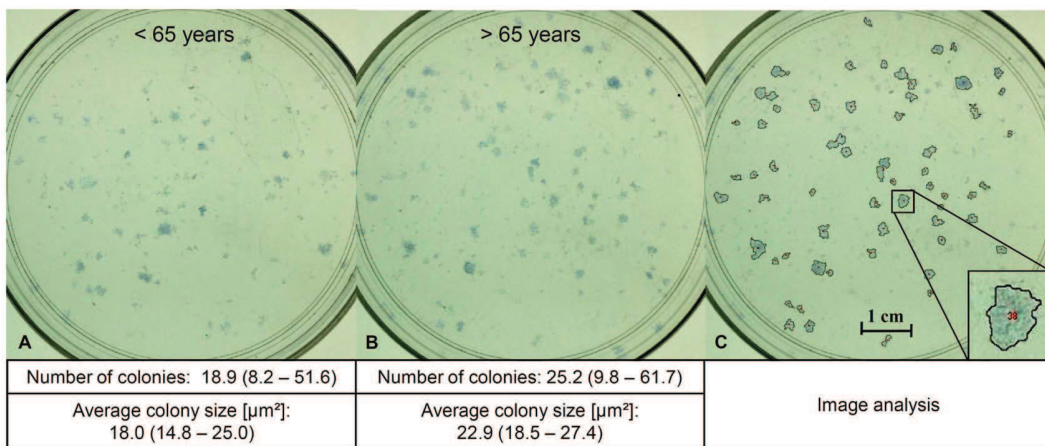 < 65 years
> 65 years
38
1 cm
A
B
C
Number of colonies: 18.9 (8.2 – 51.6)
Number of colonies: 25.2 (9.8 – 61.7)
Average colony size [µm²]:
18.0 (14.8 – 25.0)
Average colony size [µm²]:
22.9 (18.5 – 27.4)
Image analysis